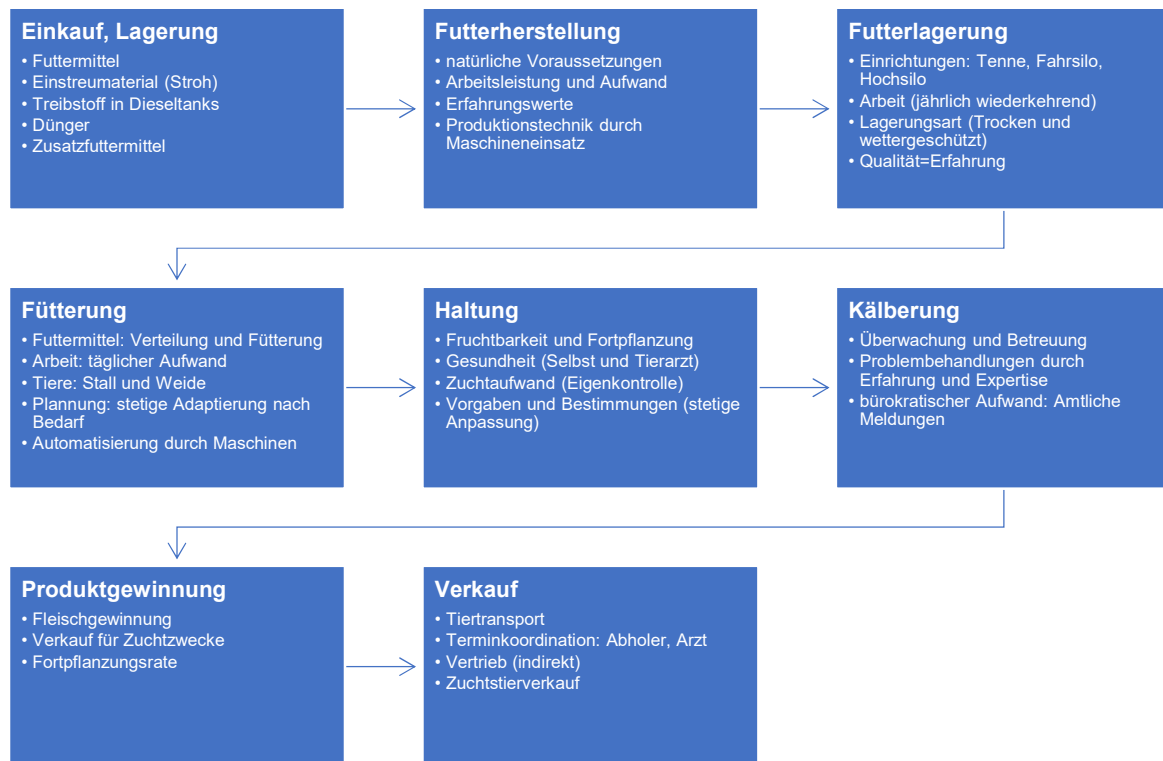 Einkauf, Lagerung
• Futtermittel
• Einstreumaterial (Stroh)
• Treibstoff in Dieseltanks
• Dünger
• Zusatzfuttermittel
Futterherstellung
• natürliche Voraussetzungen
• Arbeitsleistung und Aufwand
• Erfahrungswerte
• Produktionstechnik durch
Maschineneinsatz
Futterlagerung
• Einrichtungen: Tenne, Fahrsilo,
Hochsilo
• Arbeit (jährlich wiederkehrend)
• Lagerungsart (Trocken und
wettergeschützt)
• Qualität=Erfahrung
Fütterung
• Futtermittel: Verteilung und Fütterung
• Arbeit: täglicher Aufwand
• Tiere: Stall und Weide
• Plannung: stetige Adaptierung nach
Bedarf
• Automatisierung durch Maschinen
Haltung
• Fruchtbarkeit und Fortpflanzung
• Gesundheit (Selbst und Tierarzt)
• Zuchtaufwand (Eigenkontrolle)
• Vorgaben und Bestimmungen (stetige
Anpassung)
Kälberung
• Überwachung und Betreuung
• Problembehandlungen durch
Erfahrung und Expertise
• bürokratischer Aufwand: Amtliche
Meldungen
Produktgewinnung
• Fleischgewinnung
• Verkauf für Zuchtzwecke
• Fortpflanzungsrate
Verkauf
• Tiertransport
• Terminkoordination: Abholer, Arzt
• Vertrieb (indirekt)
• Zuchtstierverkauf